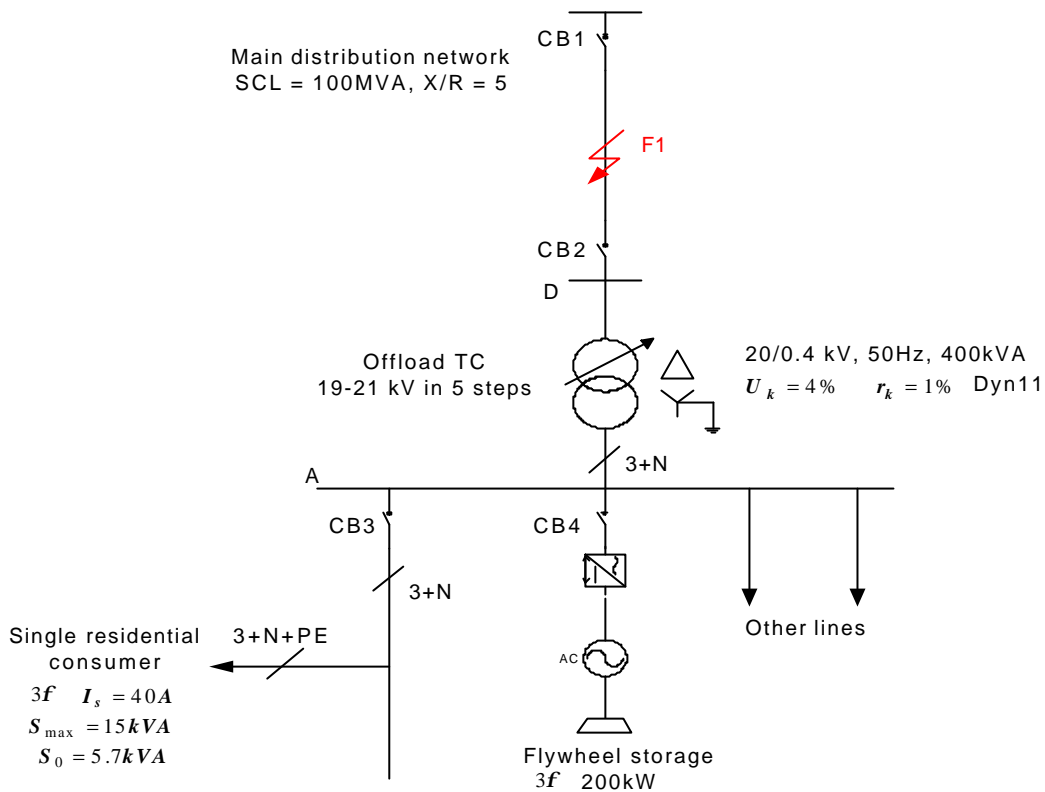 CB1
Main distribution network
SCL = 100MVA, X/R = 5
F1
CB2
D
Offload TC
19-21 kV in 5 steps
20/0.4 kV, 50Hz, 400kVA
U_k = 4% r_k = 1% Dyn11
3+N
A
CB3
CB4
3+N
Other lines
Single residential
consumer
3+N+PE
AC
3f I_s = 40A
S_max = 15kVA
S_0 = 5.7kVA
Flywheel storage
3f 200kW